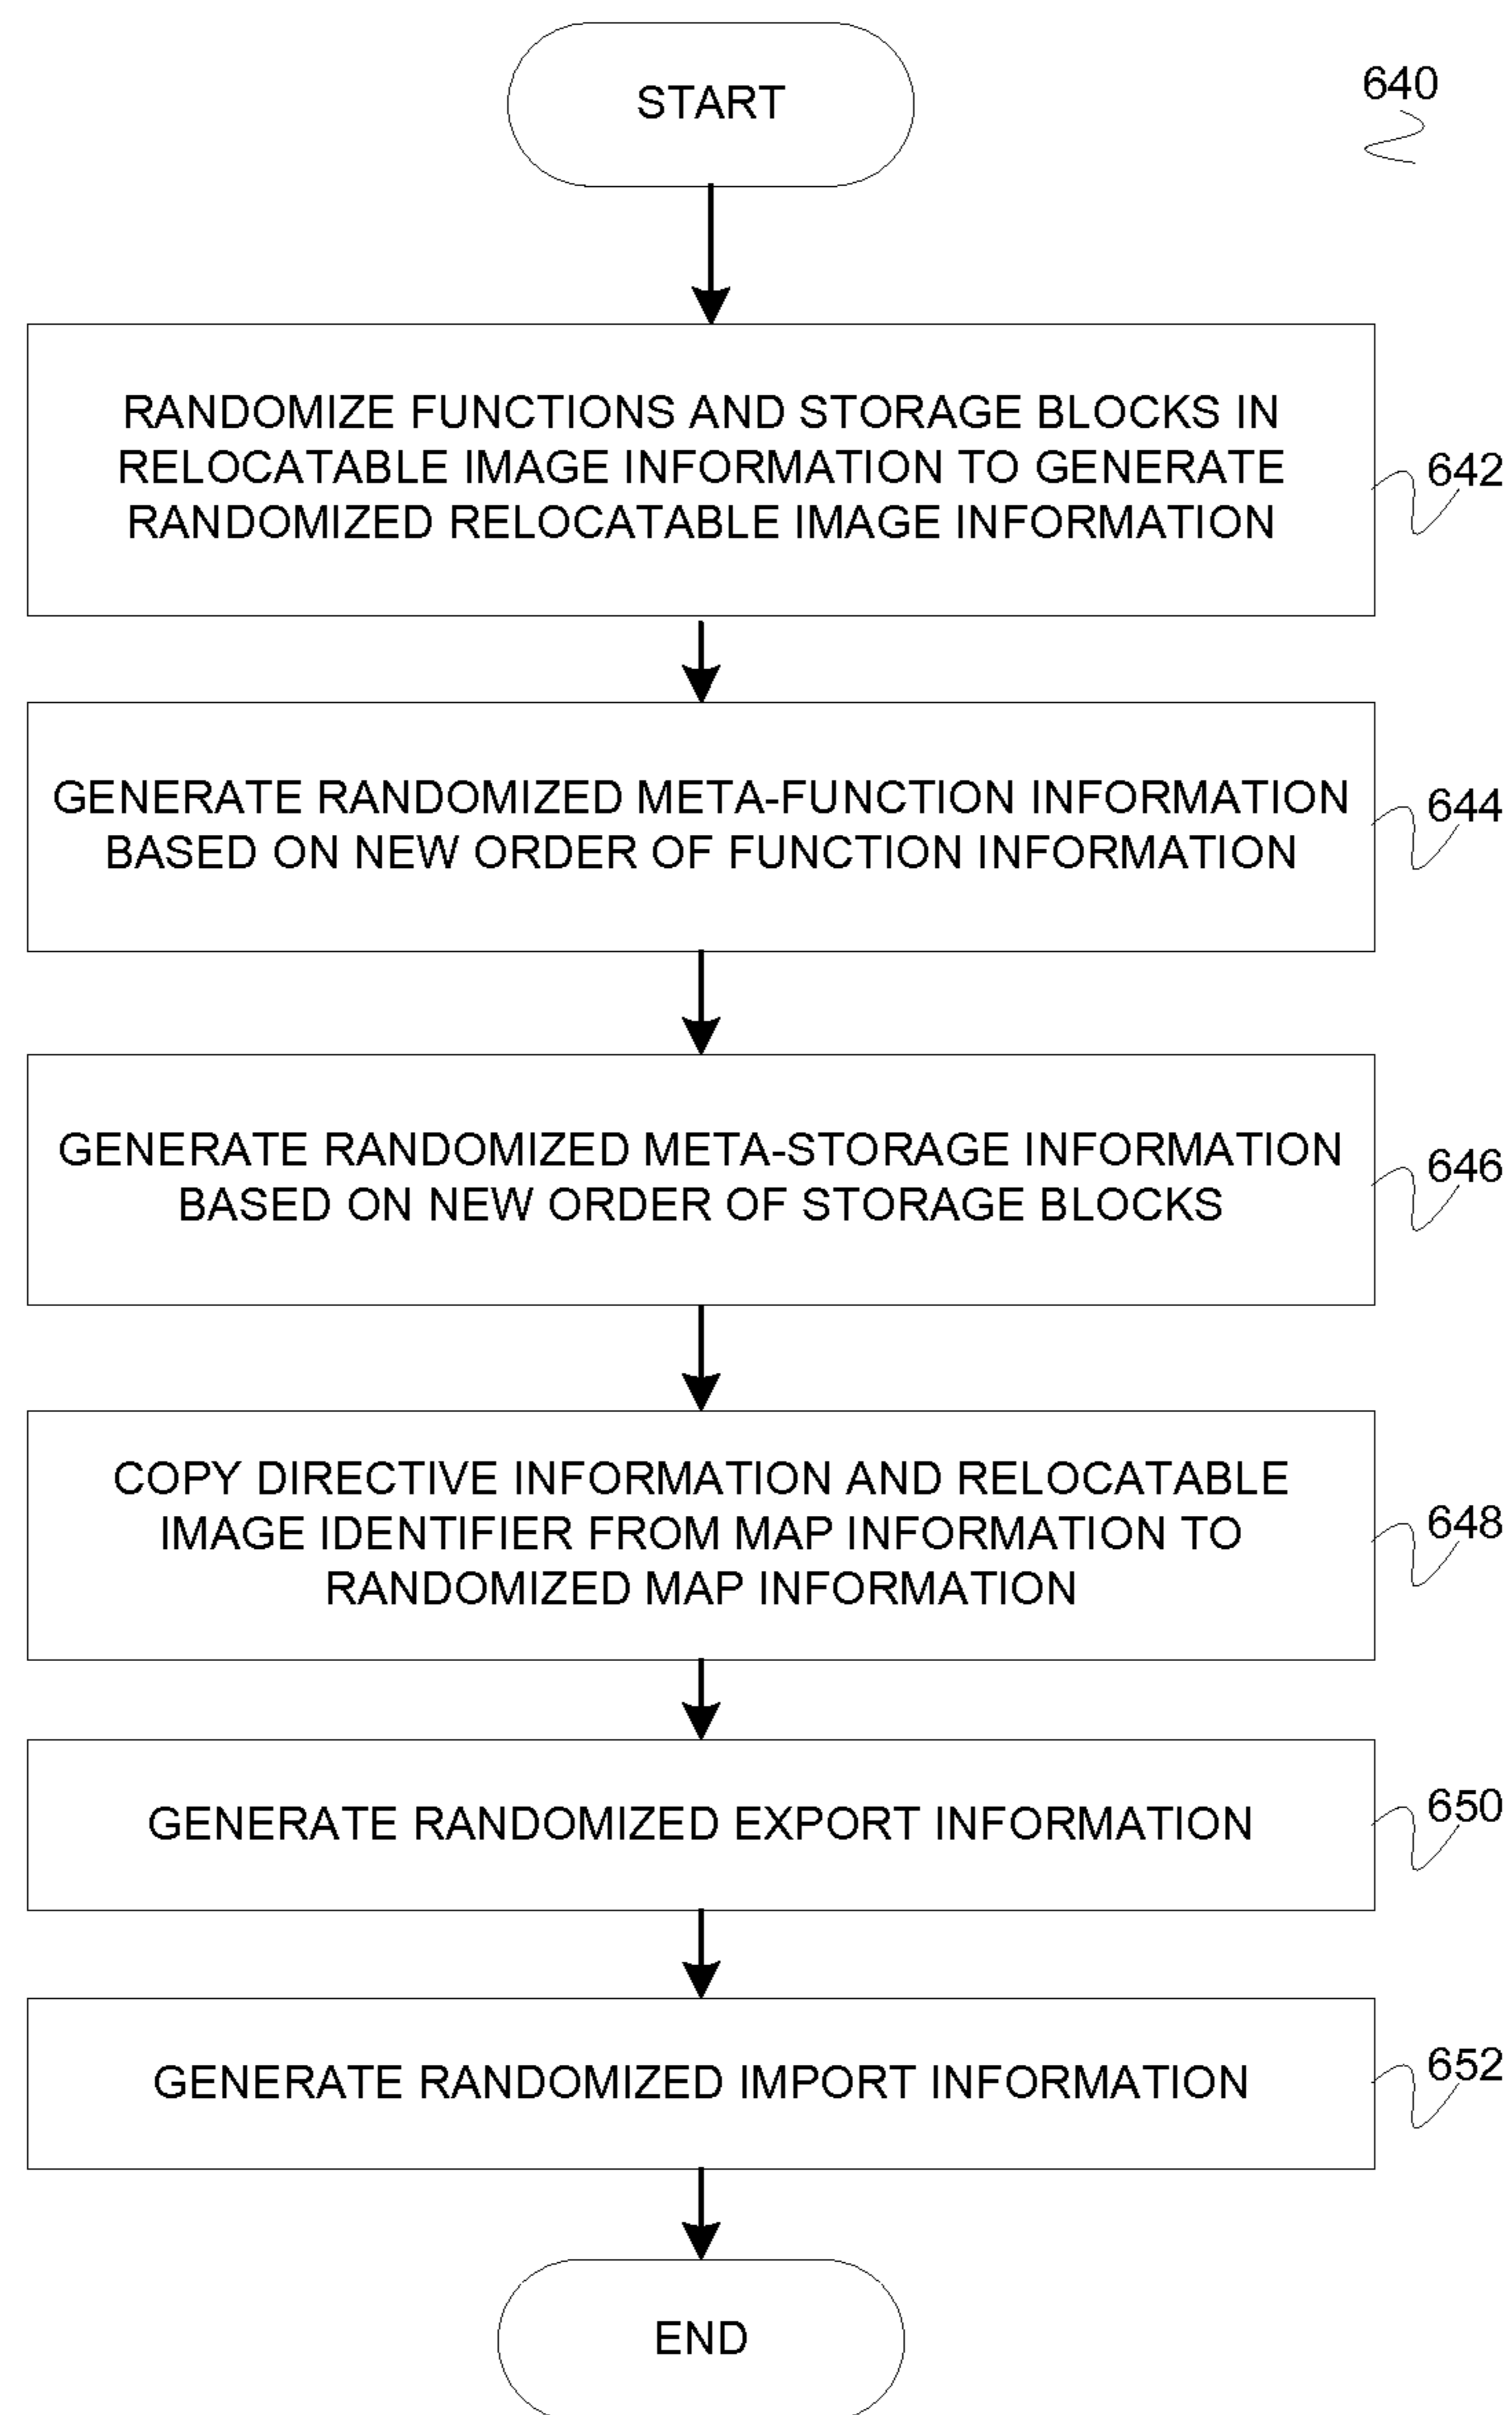 START
640
RANDOMIZE FUNCTIONS AND STORAGE BLOCKS IN
RELOCATABLE IMAGE INFORMATION TO GENERATE
RANDOMIZED RELOCATABLE IMAGE INFORMATION
642
GENERATE RANDOMIZED META-FUNCTION INFORMATION
BASED ON NEW ORDER OF FUNCTION INFORMATION
644
GENERATE RANDOMIZED META-STORAGE INFORMATION
BASED ON NEW ORDER OF STORAGE BLOCKS
646
COPY DIRECTIVE INFORMATION AND RELOCATABLE
IMAGE IDENTIFIER FROM MAP INFORMATION TO
RANDOMIZED MAP INFORMATION
648
GENERATE RANDOMIZED EXPORT INFORMATION
650
GENERATE RANDOMIZED IMPORT INFORMATION
652
END